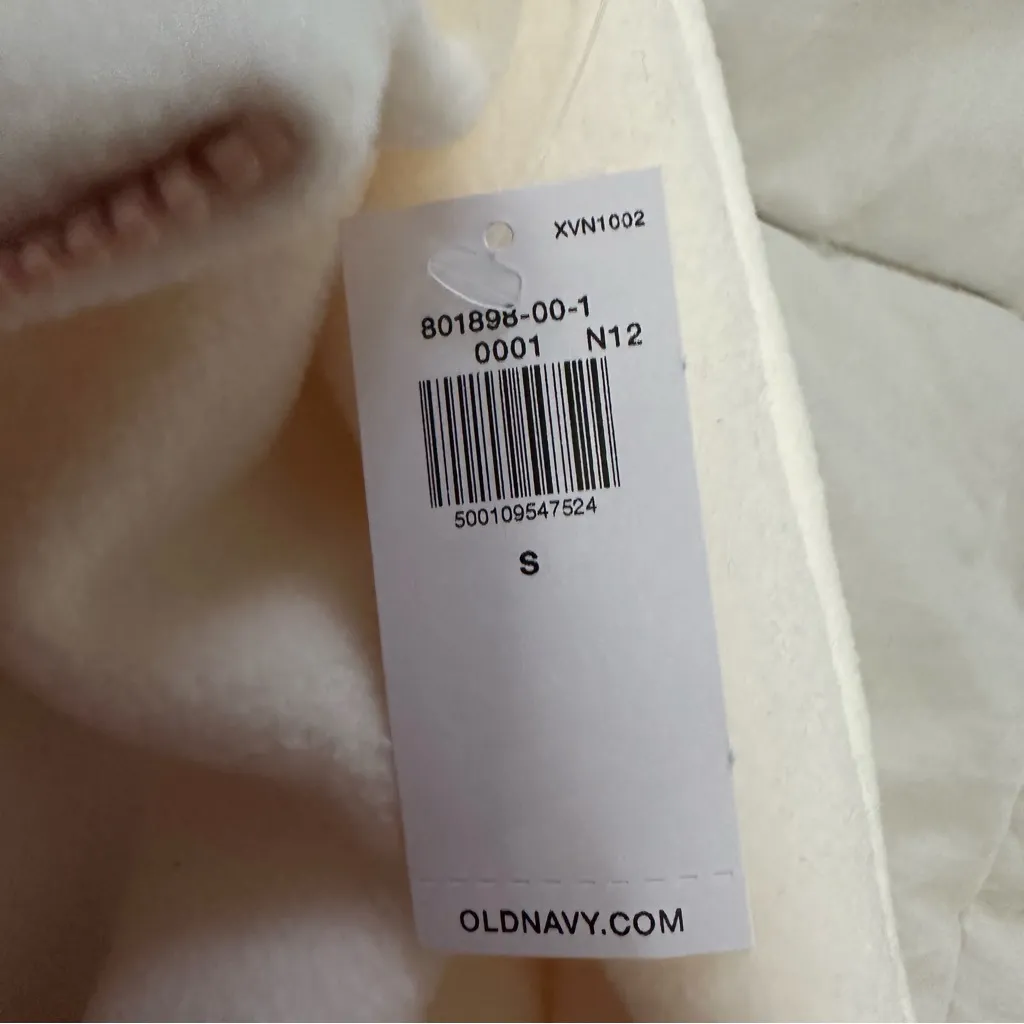 XVN1002
801898-00-1
0001 N12
500109547524
S
OLDNAVY.COM